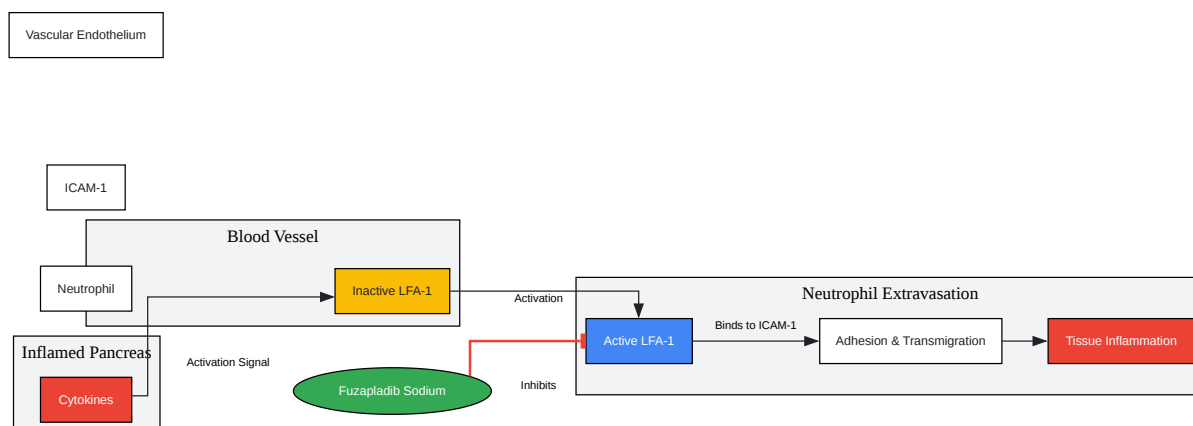 Vascular Endothelium
ICAM-1
Blood Vessel
Neutrophil
Inactive LFA-1
Activation
Neutrophil Extravasation
Binds to ICAM-1
Active LFA-1
Adhesion & Transmigration
Tissue Inflammation
Inflamed Pancreas
Activation Signal
Cytokines
Fuzapladib Sodium
Inhibits